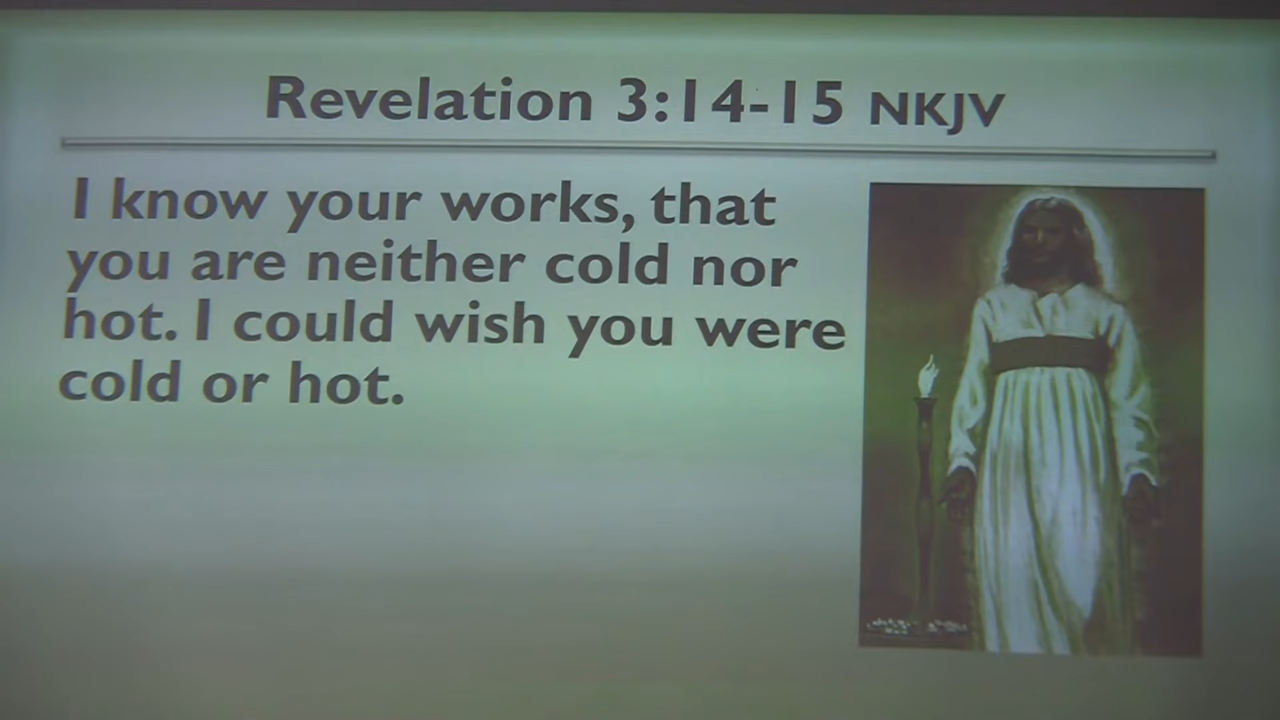 Revelation 3:14-15 NKJV
I know your works, that
you are neither cold nor
hot. I could wish you were
cold or hot.